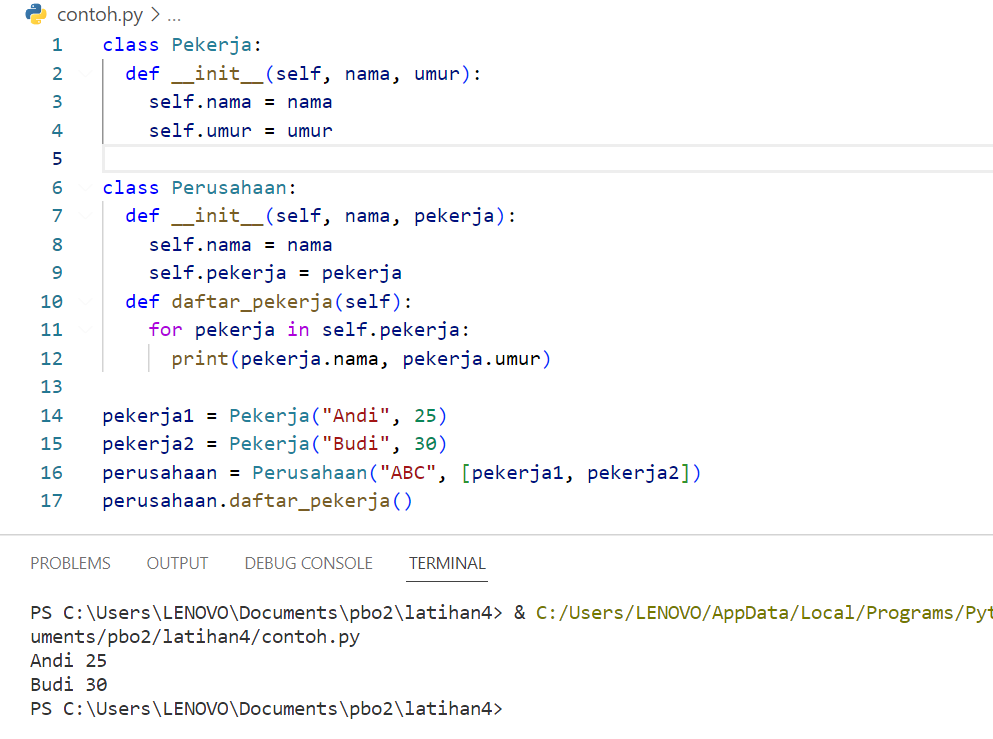 contoh.py > ...
1 class Pekerja:
2   def __init__(self, nama, umur):
3     self.nama = nama
4     self.umur = umur
5
6 class Perusahaan:
7   def __init__(self, nama, pekerja):
8     self.nama = nama
9     self.pekerja = pekerja
10   def daftar_pekerja(self):
11     for pekerja in self.pekerja:
12       print(pekerja.nama, pekerja.umur)
13
14 pekerja1 = Pekerja("Andi", 25)
15 pekerja2 = Pekerja("Budi", 30)
16 perusahaan = Perusahaan("ABC", [pekerja1, pekerja2])
17 perusahaan.daftar_pekerja()
PROBLEMS OUTPUT DEBUG CONSOLE TERMINAL
PS C:\Users\LENOVO\Documents\pbo2\latihan4> & C:/Users/LENOVO/AppData/Local/Programs/Pyt
uments/pbo2/latihan4/contoh.py
Andi 25
Budi 30
PS C:\Users\LENOVO\Documents\pbo2\latihan4>